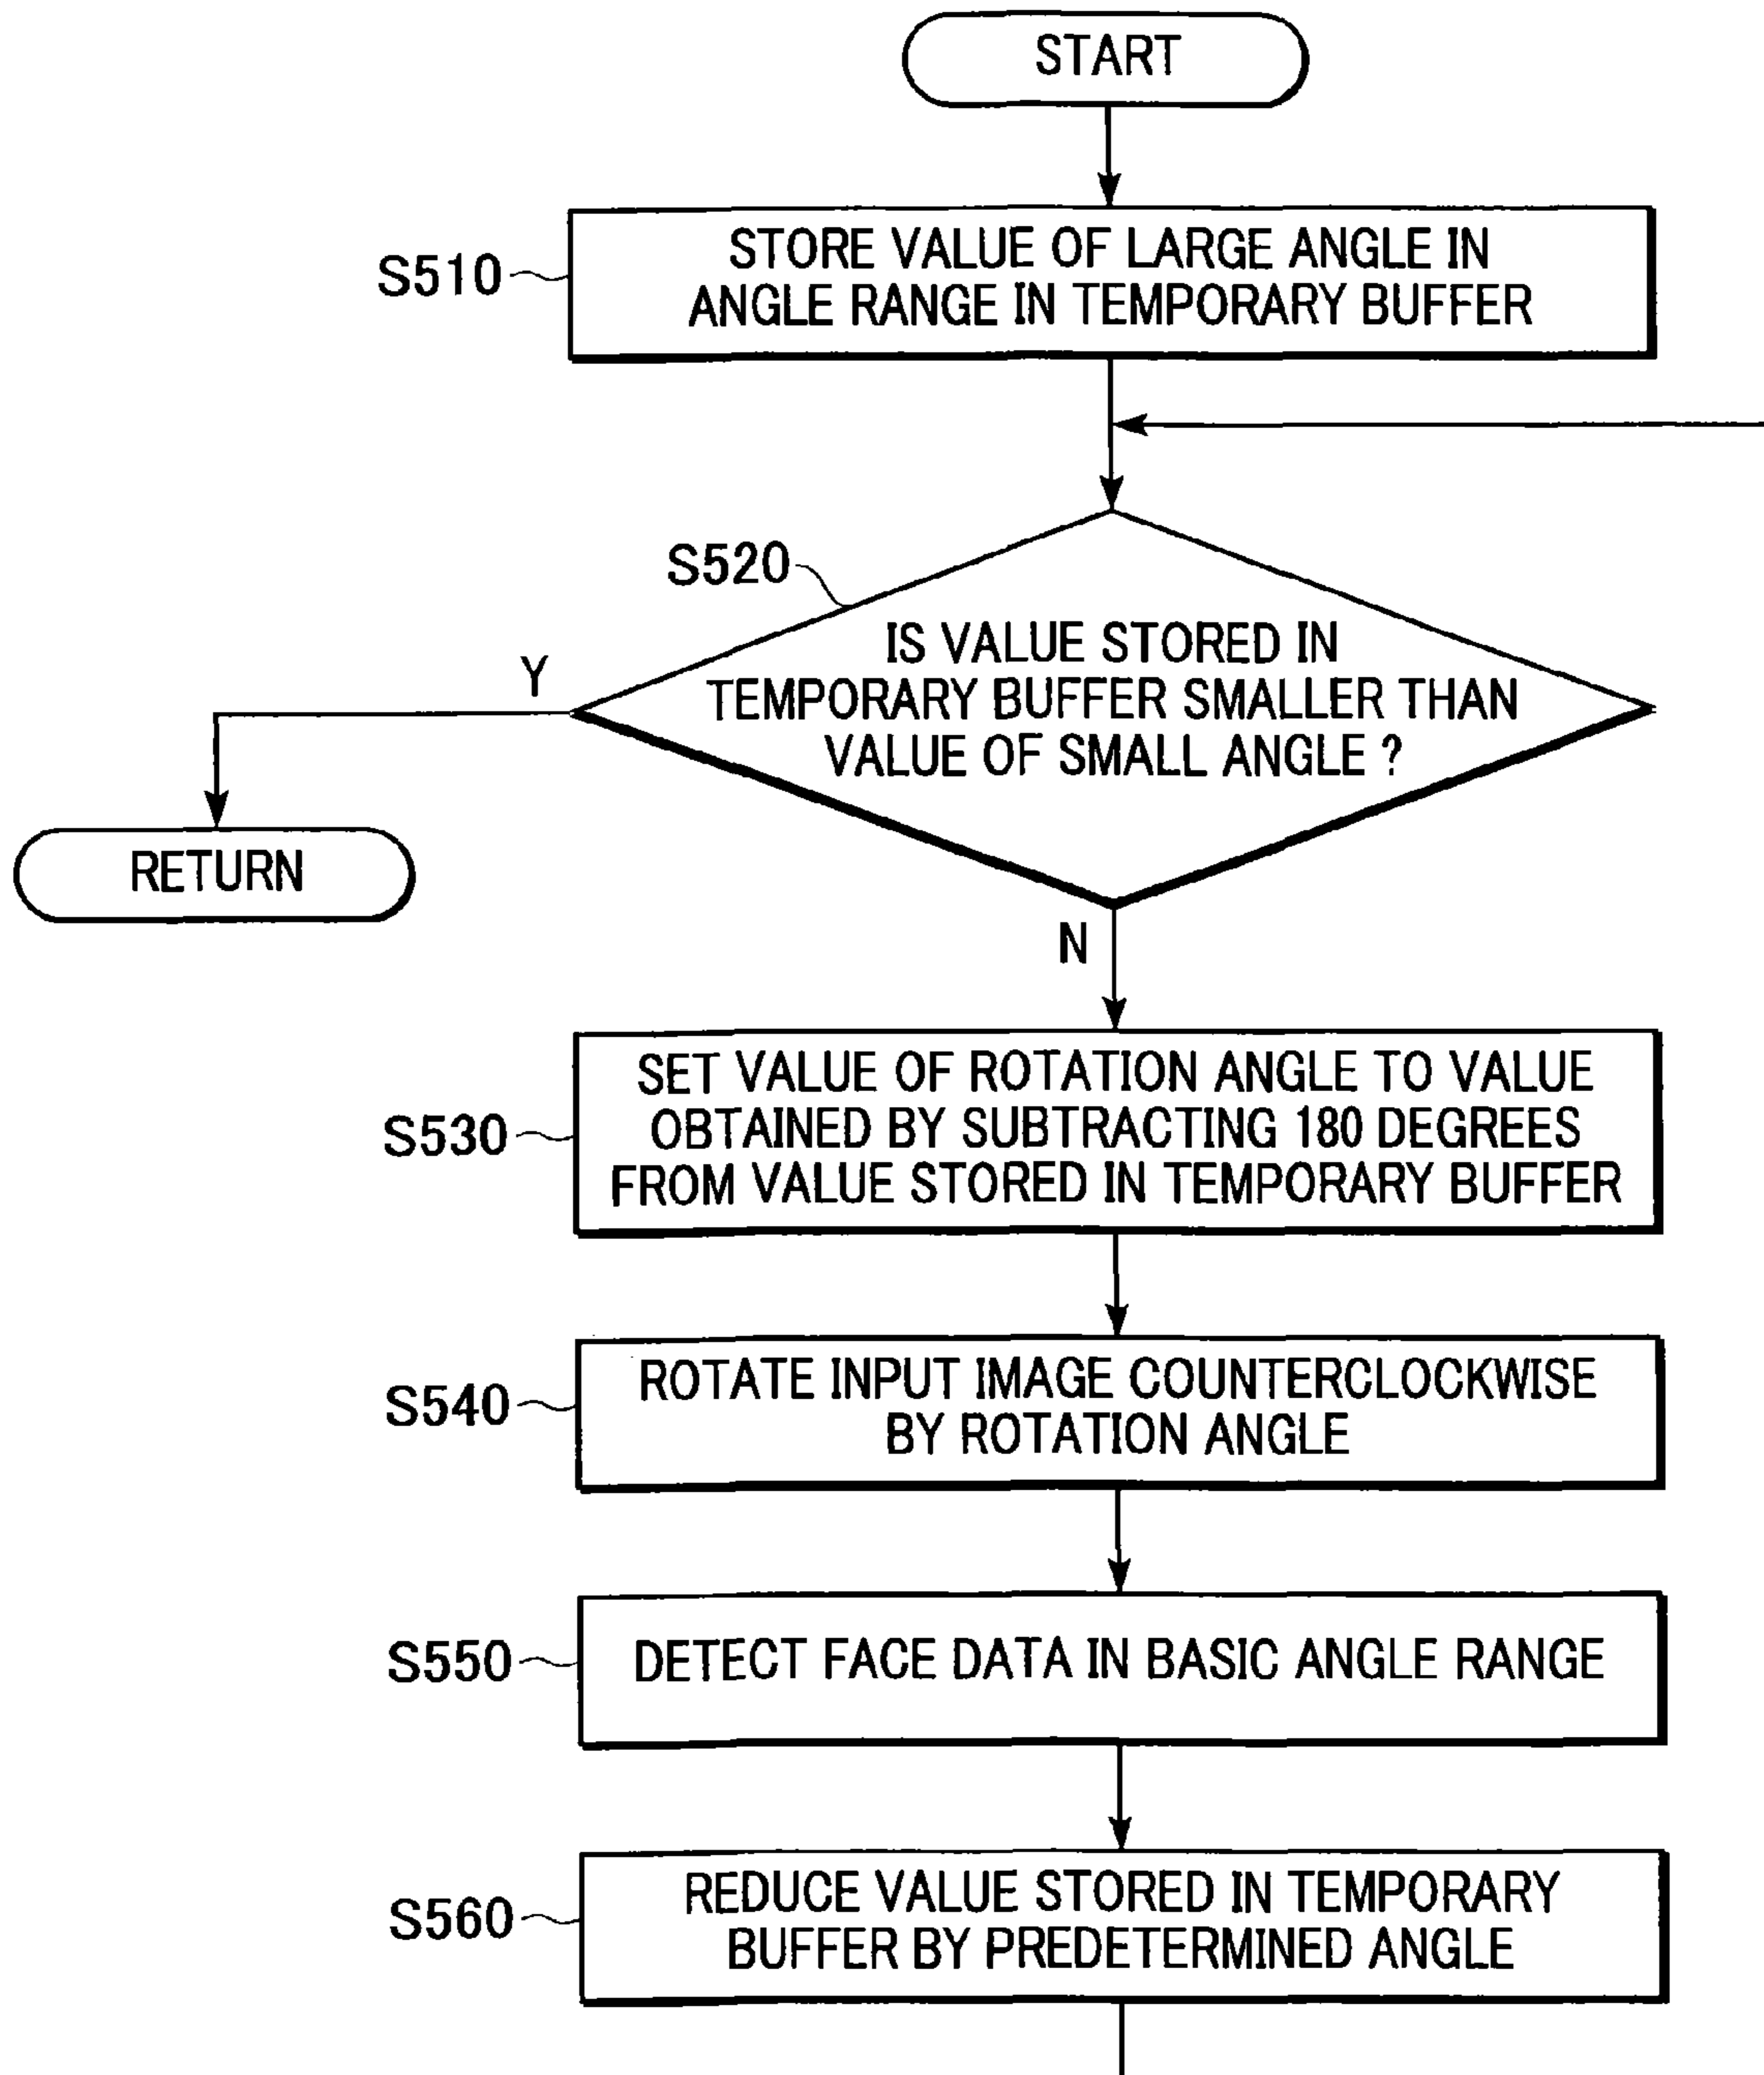 START
S510
STORE VALUE OF LARGE ANGLE IN
ANGLE RANGE IN TEMPORARY BUFFER
S520
IS VALUE STORED IN
TEMPORARY BUFFER SMALLER THAN
VALUE OF SMALL ANGLE ?
Y
RETURN
N
S530
SET VALUE OF ROTATION ANGLE TO VALUE
OBTAINED BY SUBTRACTING 180 DEGREES
FROM VALUE STORED IN TEMPORARY BUFFER
S540
ROTATE INPUT IMAGE COUNTERCLOCKWISE
BY ROTATION ANGLE
S550
DETECT FACE DATA IN BASIC ANGLE RANGE
S560
REDUCE VALUE STORED IN TEMPORARY
BUFFER BY PREDETERMINED ANGLE